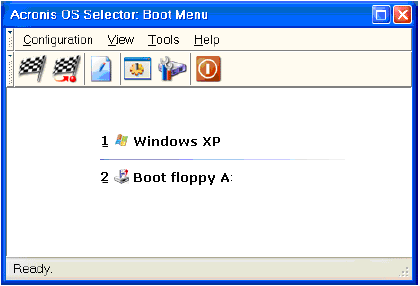 Acronis OS Selector: Boot Menu
Configuration View Tools Help
1 Windows XP
2 Boot floppy A:
Ready.